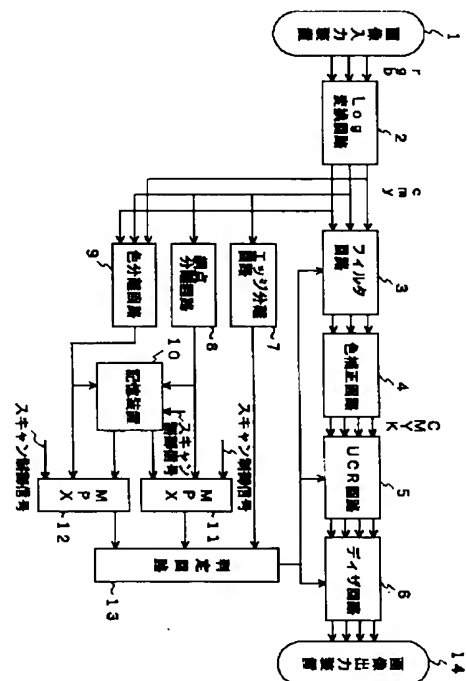 画像入力装置
1
r
g
b
Log
変換回路
2
c
m
y
フィルタ
回路
3
色補正回路
4
C
M
Y
K
UCR回路
5
ディザ回路
6
画像出力装置
14
エッジ分離
回路
7
網点
分離回路
8
色分離回路
9
記憶装置
10
スキャン
制御信号
スキャン制御信号
スキャン制御信号
MPX
11
MPX
12
判定回路
13